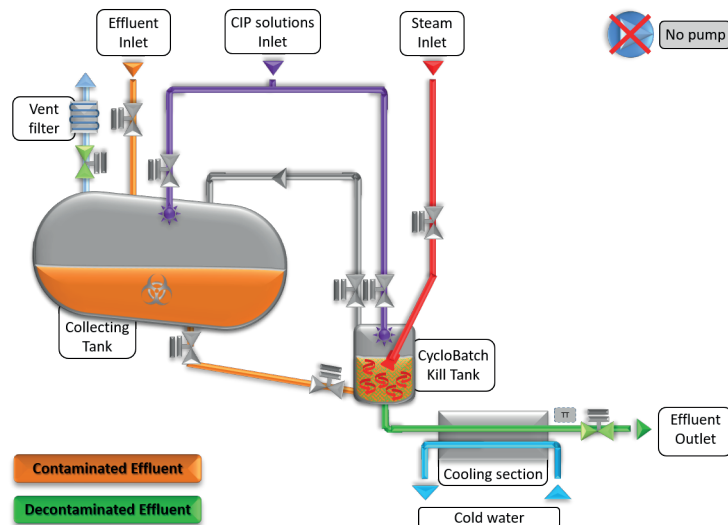 Effluent
Inlet
CIP solutions
Inlet
Steam
Inlet
No pump
Vent
filter
Collecting
Tank
CycloBatch
Kill Tank
TT
Effluent
Outlet
Cooling section
Contaminated Effluent
Decontaminated Effluent
Cold water